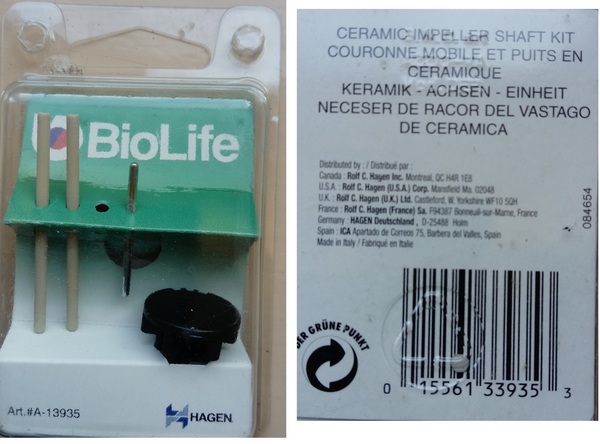 BioLife
Art.#A-13935
HAGEN
CERAMIC IMPELLER SHAFT KIT
COURONNE MOBILE ET PUITS EN
CÉRAMIQUE
KERAMIK - ACHSEN - EINHEIT
NECESER DE RACOR DEL VASTAGO
DE CERAMICA
Distributed by : / Distribué par :
Canada : Rolf C. Hagen Inc. Montreal, QC H4R 1E8
U.S.A. : Rolf C. Hagen (U.S.A.) Corp. Mansfield Ma. 02048
U.K. : Rolf C. Hagen (U.K.) Ltd. Castleford, W. Yorkshire WF10 5QH
France : Rolf C. Hagen (France) Sa. F94387 Bonneuil-sur-Marne, France
Germany : HAGEN Deutschland, D-25488 Holm
Spain : ICA Apartado de Correos 75, Barbera del Valles, Spain
Made in Italy / Fabriqué en Italie
084654
DER GRÜNE PUNKT
0 15561 33935 3